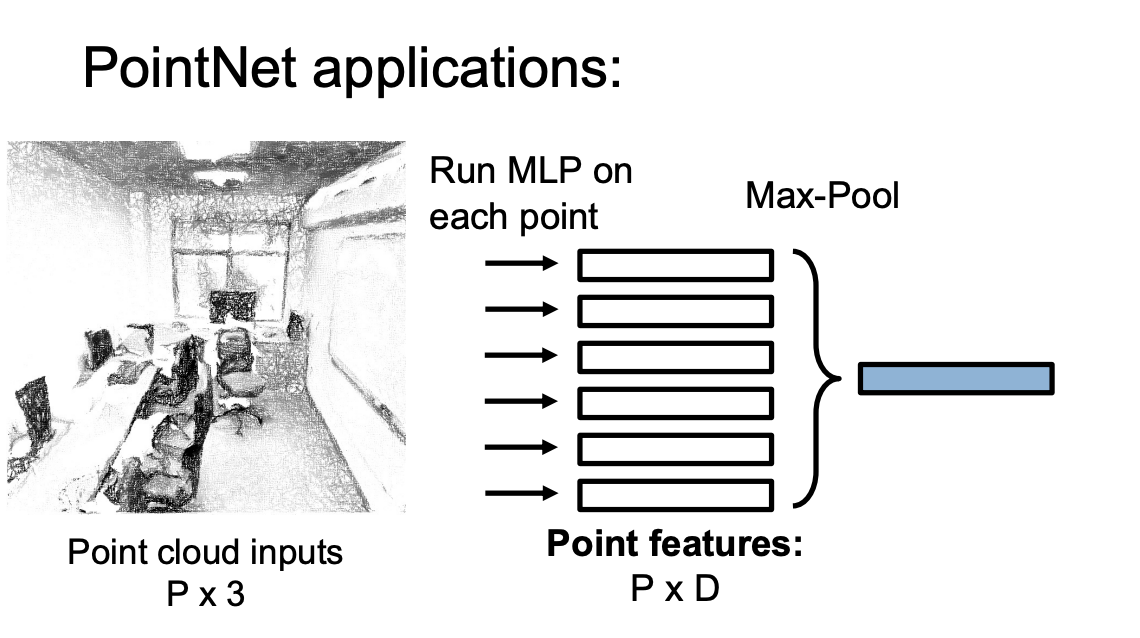 PointNet applications:
Run MLP on
each point
Max-Pool
Point cloud inputs
P x 3
Point features:
P x D